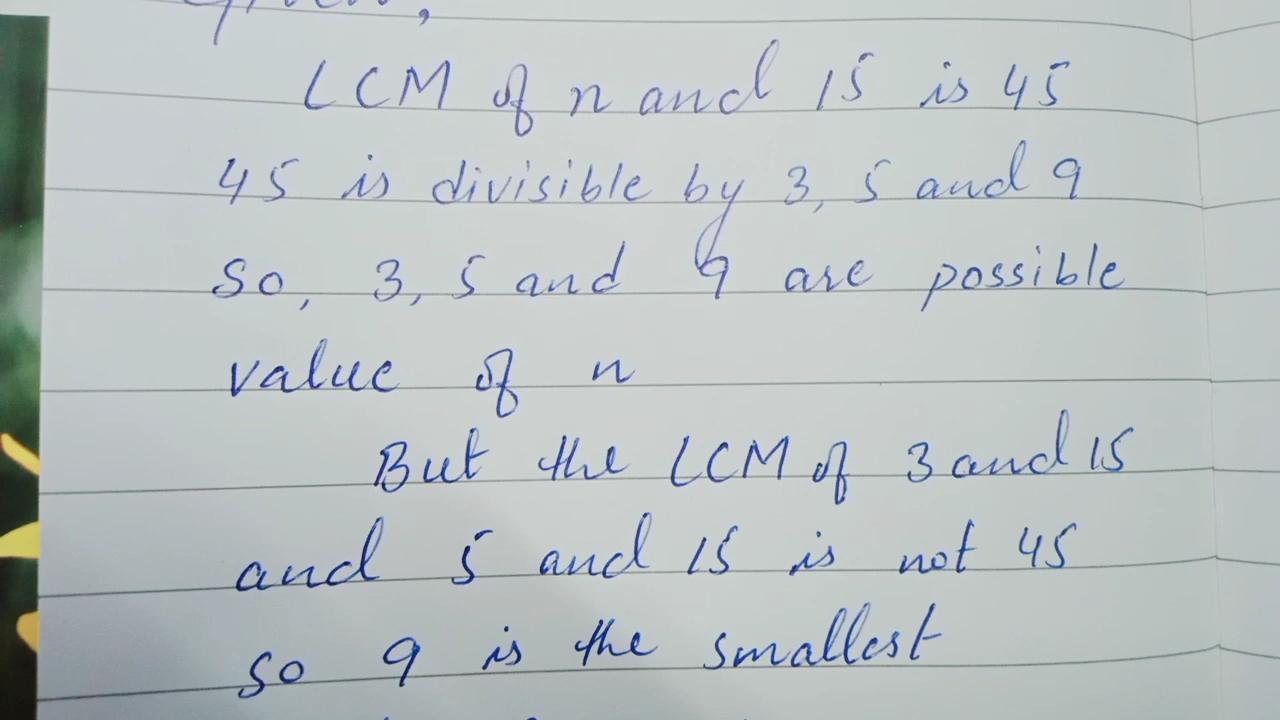 LCM of n and 15 is 45
45 is divisible by 3, 5 and 9
So, 3, 5 and 9 are possible
value of n
But the LCM of 3 and 15
and 5 and 15 is not 45
So 9 is the smallest